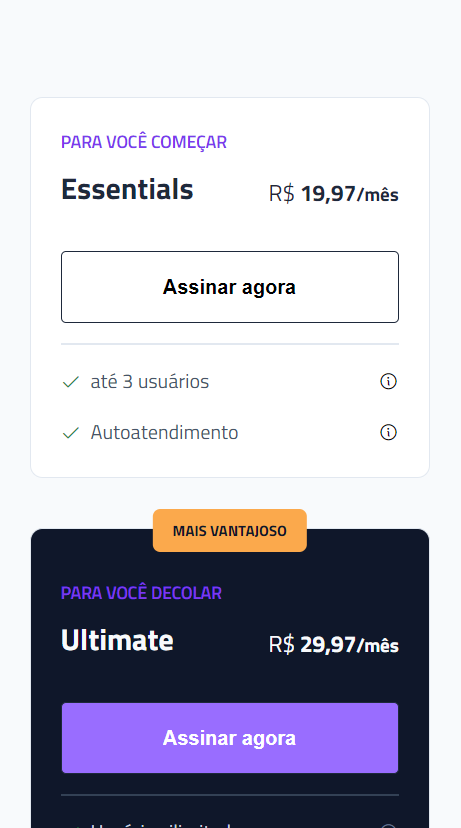 PARA VOCÊ COMEÇAR
Essentials
R$ 19,97/mês
Assinar agora
até 3 usuários
Autoatendimento
MAIS VANTAJOSO
PARA VOCÊ DECOLAR
Ultimate
R$ 29,97/mês
Assinar agora